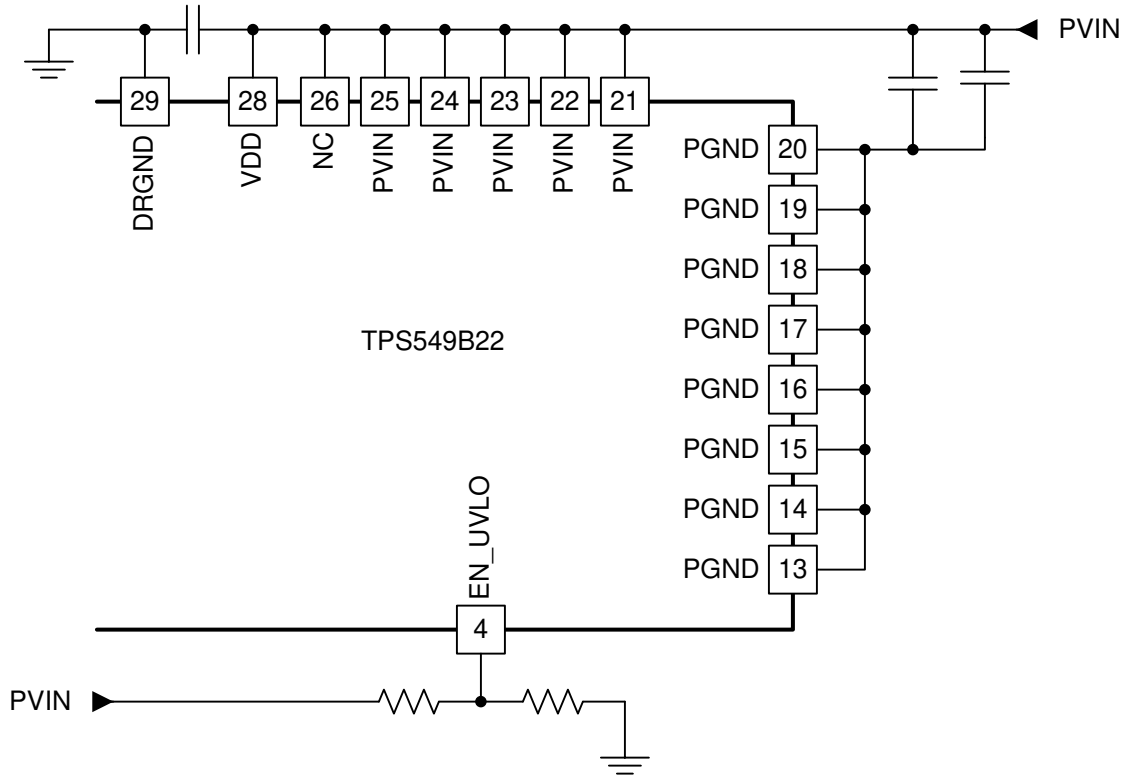 PVIN
29 28 26 25 24 23 22 21
DRGND
VDD
NC
PVIN
PVIN
PVIN
PVIN
PVIN
PGND 20
PGND 19
PGND 18
TPS549B22
PGND 17
PGND 16
PGND 15
PGND 14
PGND 13
EN_UVLO
4
PVIN